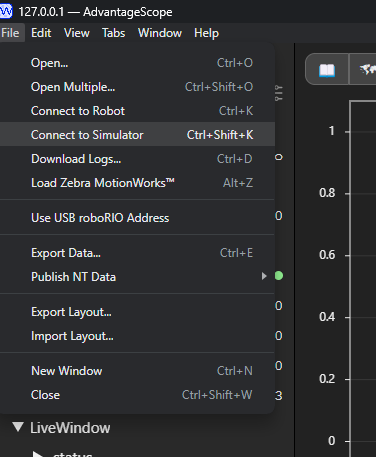 127.0.0.1 — AdvantageScope
File Edit View Tabs Window Help
Open... Ctrl+O
Open Multiple... Ctrl+Shift+O
Connect to Robot Ctrl+K
Connect to Simulator Ctrl+Shift+K
Download Logs... Ctrl+D
Load Zebra MotionWorks™ Alt+Z
Use USB roboRIO Address
Export Data... Ctrl+E
Publish NT Data
Export Layout...
Import Layout...
New Window Ctrl+N
Close Ctrl+Shift+W
0
0
0
0
3
LiveWindow
1
0.8
0.6
0.4
0.2
0